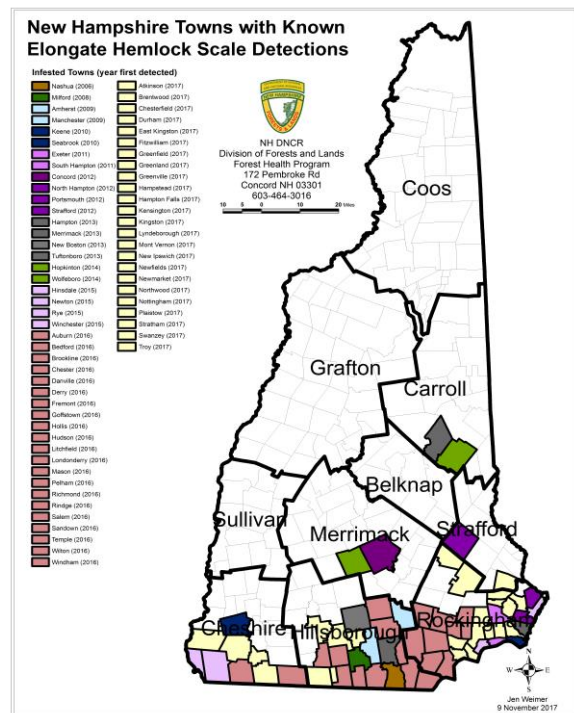 New Hampshire Towns with Known
Elongate Hemlock Scale Detections
Infested Towns (year first detected)
Nashua (2006)
Milford (2008)
Amherst (2009)
Manchester (2009)
Keene (2010)
Seabrook (2010)
Exeter (2011)
South Hampton (2011)
Concord (2012)
North Hampton (2012)
Portsmouth (2012)
Strafford (2012)
Hampton (2013)
Merrimack (2013)
New Boston (2013)
Tuftonboro (2013)
Hopkinton (2014)
Wolfeboro (2014)
Hinsdale (2015)
Newton (2015)
Rye (2015)
Winchester (2015)
Auburn (2016)
Bedford (2016)
Brookline (2016)
Chester (2016)
Danville (2016)
Derry (2016)
Fremont (2016)
Goffstown (2016)
Hollis (2016)
Hudson (2016)
Litchfield (2016)
Londonderry (2016)
Mason (2016)
Pelham (2016)
Richmond (2016)
Rindge (2016)
Salem (2016)
Sandown (2016)
Temple (2016)
Wilton (2016)
Windham (2016)
Atkinson (2017)
Brentwood (2017)
Chesterfield (2017)
Durham (2017)
East Kingston (2017)
Fitzwilliam (2017)
Greenfield (2017)
Greenland (2017)
Greenville (2017)
Hampstead (2017)
Hampton Falls (2017)
Kensington (2017)
Kingston (2017)
Lyndeborough (2017)
Mont Vernon (2017)
New Ipswich (2017)
Newfields (2017)
Newmarket (2017)
Northwood (2017)
Nottingham (2017)
Plaistow (2017)
Stratham (2017)
Swanzey (2017)
Troy (2017)
NH DNCR
Division of Forests and Lands
Forest Health Program
172 Pembroke Rd
Concord NH 03301
603-464-3016
10 5 0 10 20 Miles
Coos
Grafton
Carroll
Belknap
Sullivan
Merrimack
Strafford
Cheshire
Hillsborough
Rockingham
N
W E
S
Jen Weimer
9 November 2017